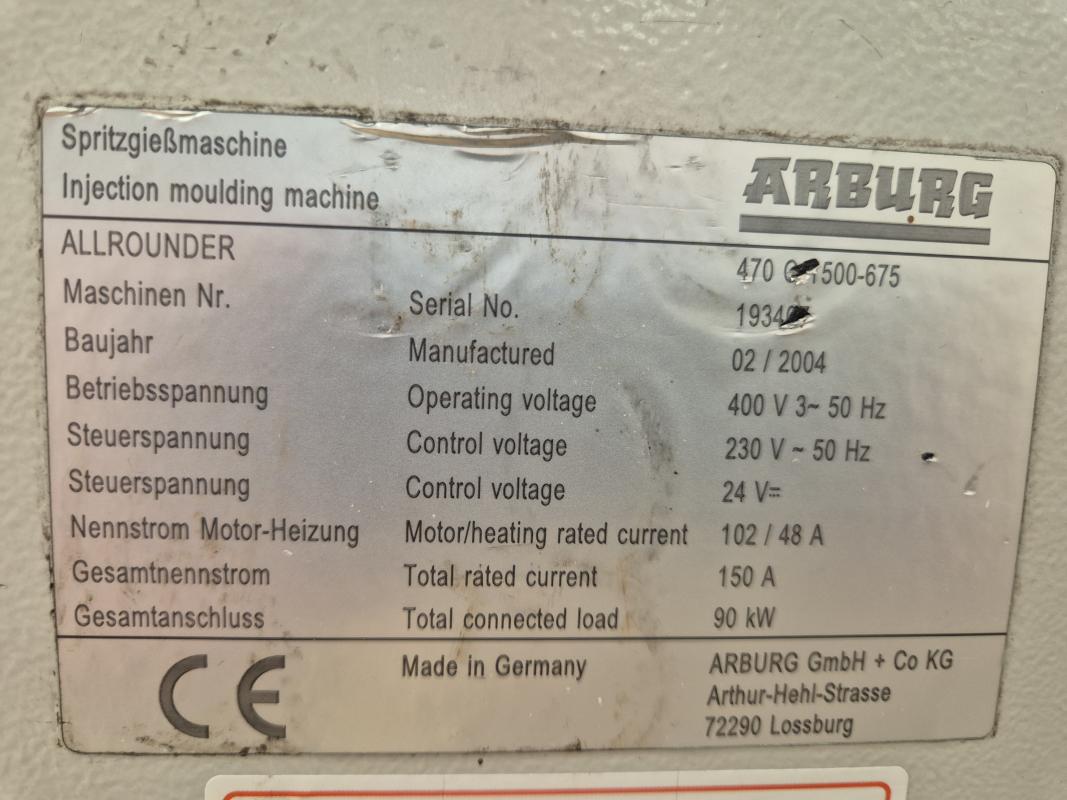 Spritzgießmaschine
Injection moulding machine
ARBURG
ALLROUNDER 470 500-675
Maschinen Nr. Serial No.
Baujahr Manufactured 02 / 2004
Betriebsspannung Operating voltage 400 V 3~ 50 Hz
Steuerspannung Control voltage 230 V ~ 50 Hz
Steuerspannung Control voltage 24 V=
Nennstrom Motor-Heizung Motor/heating rated current 102 / 48 A
Gesamtnennstrom Total rated current 150 A
Gesamtanschluss Total connected load 90 kW
CE
Made in Germany
ARBURG GmbH + Co KG
Arthur-Hehl-Strasse
72290 Lossburg